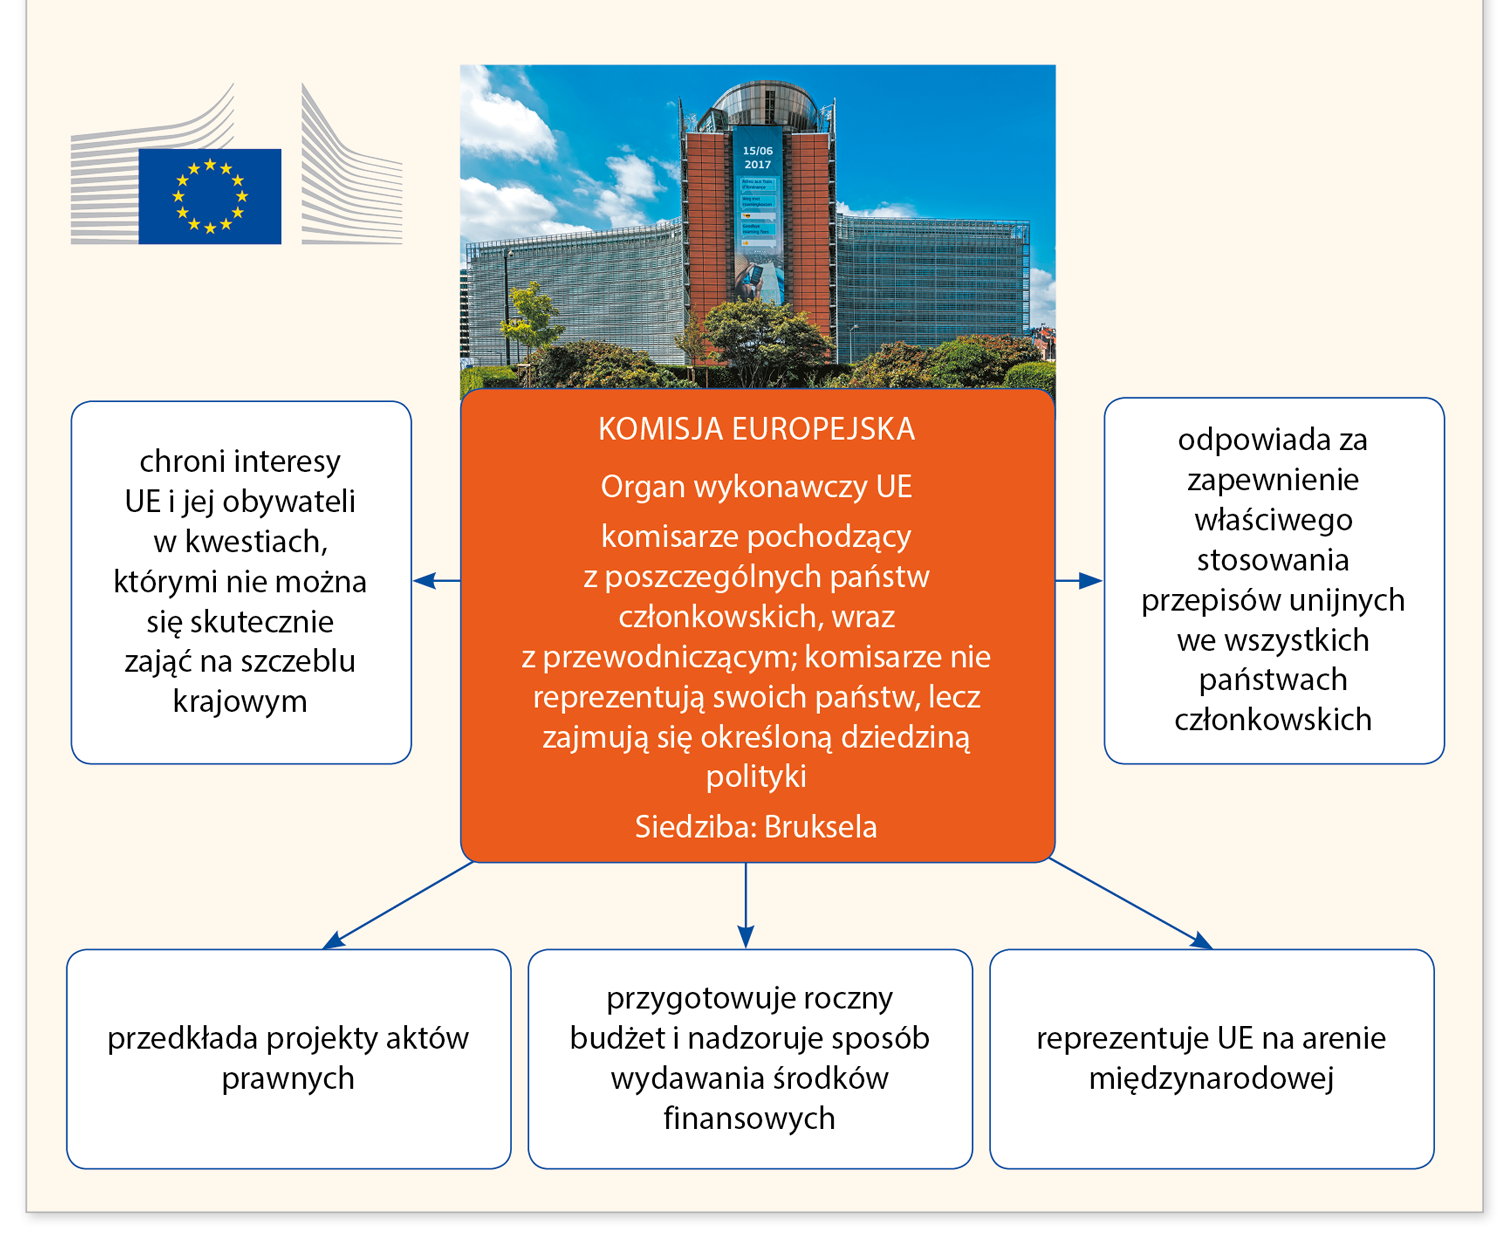 15/06
2017
KOMISJA EUROPEJSKA
Organ wykonawczy UE
komisarze pochodzący
z poszczególnych państw
członkowskich, wraz
z przewodniczącym; komisarze nie
reprezentują swoich państw, lecz
zajmują się określoną dziedziną
polityki
Siedziba: Bruksela
chroni interesy
UE i jej obywateli
w kwestiach,
którymi nie można
się skutecznie
zająć na szczeblu
krajowym
odpowiada za
zapewnienie
właściwego
stosowania
przepisów unijnych
we wszystkich
państwach
członkowskich
przedkłada projekty aktów
prawnych
przygotowuje roczny
budżet i nadzoruje sposób
wydawania środków
finansowych
reprezentuje UE na arenie
międzynarodowej